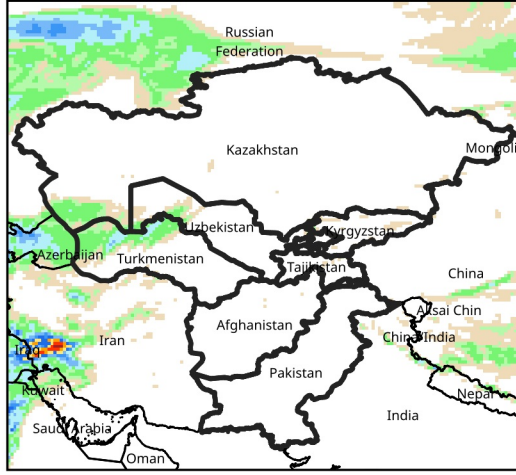 Russian
Federation
Kazakhstan
Mongoli
Uzbekistan
Kyrgyzstan
Azerbaijan
Turkmenistan
Tajikistan
China
Aksai Chin
Afghanistan
China/India
Iran
Iraq
Pakistan
Kuwait
Nepal
India
Saudi Arabia
Oman